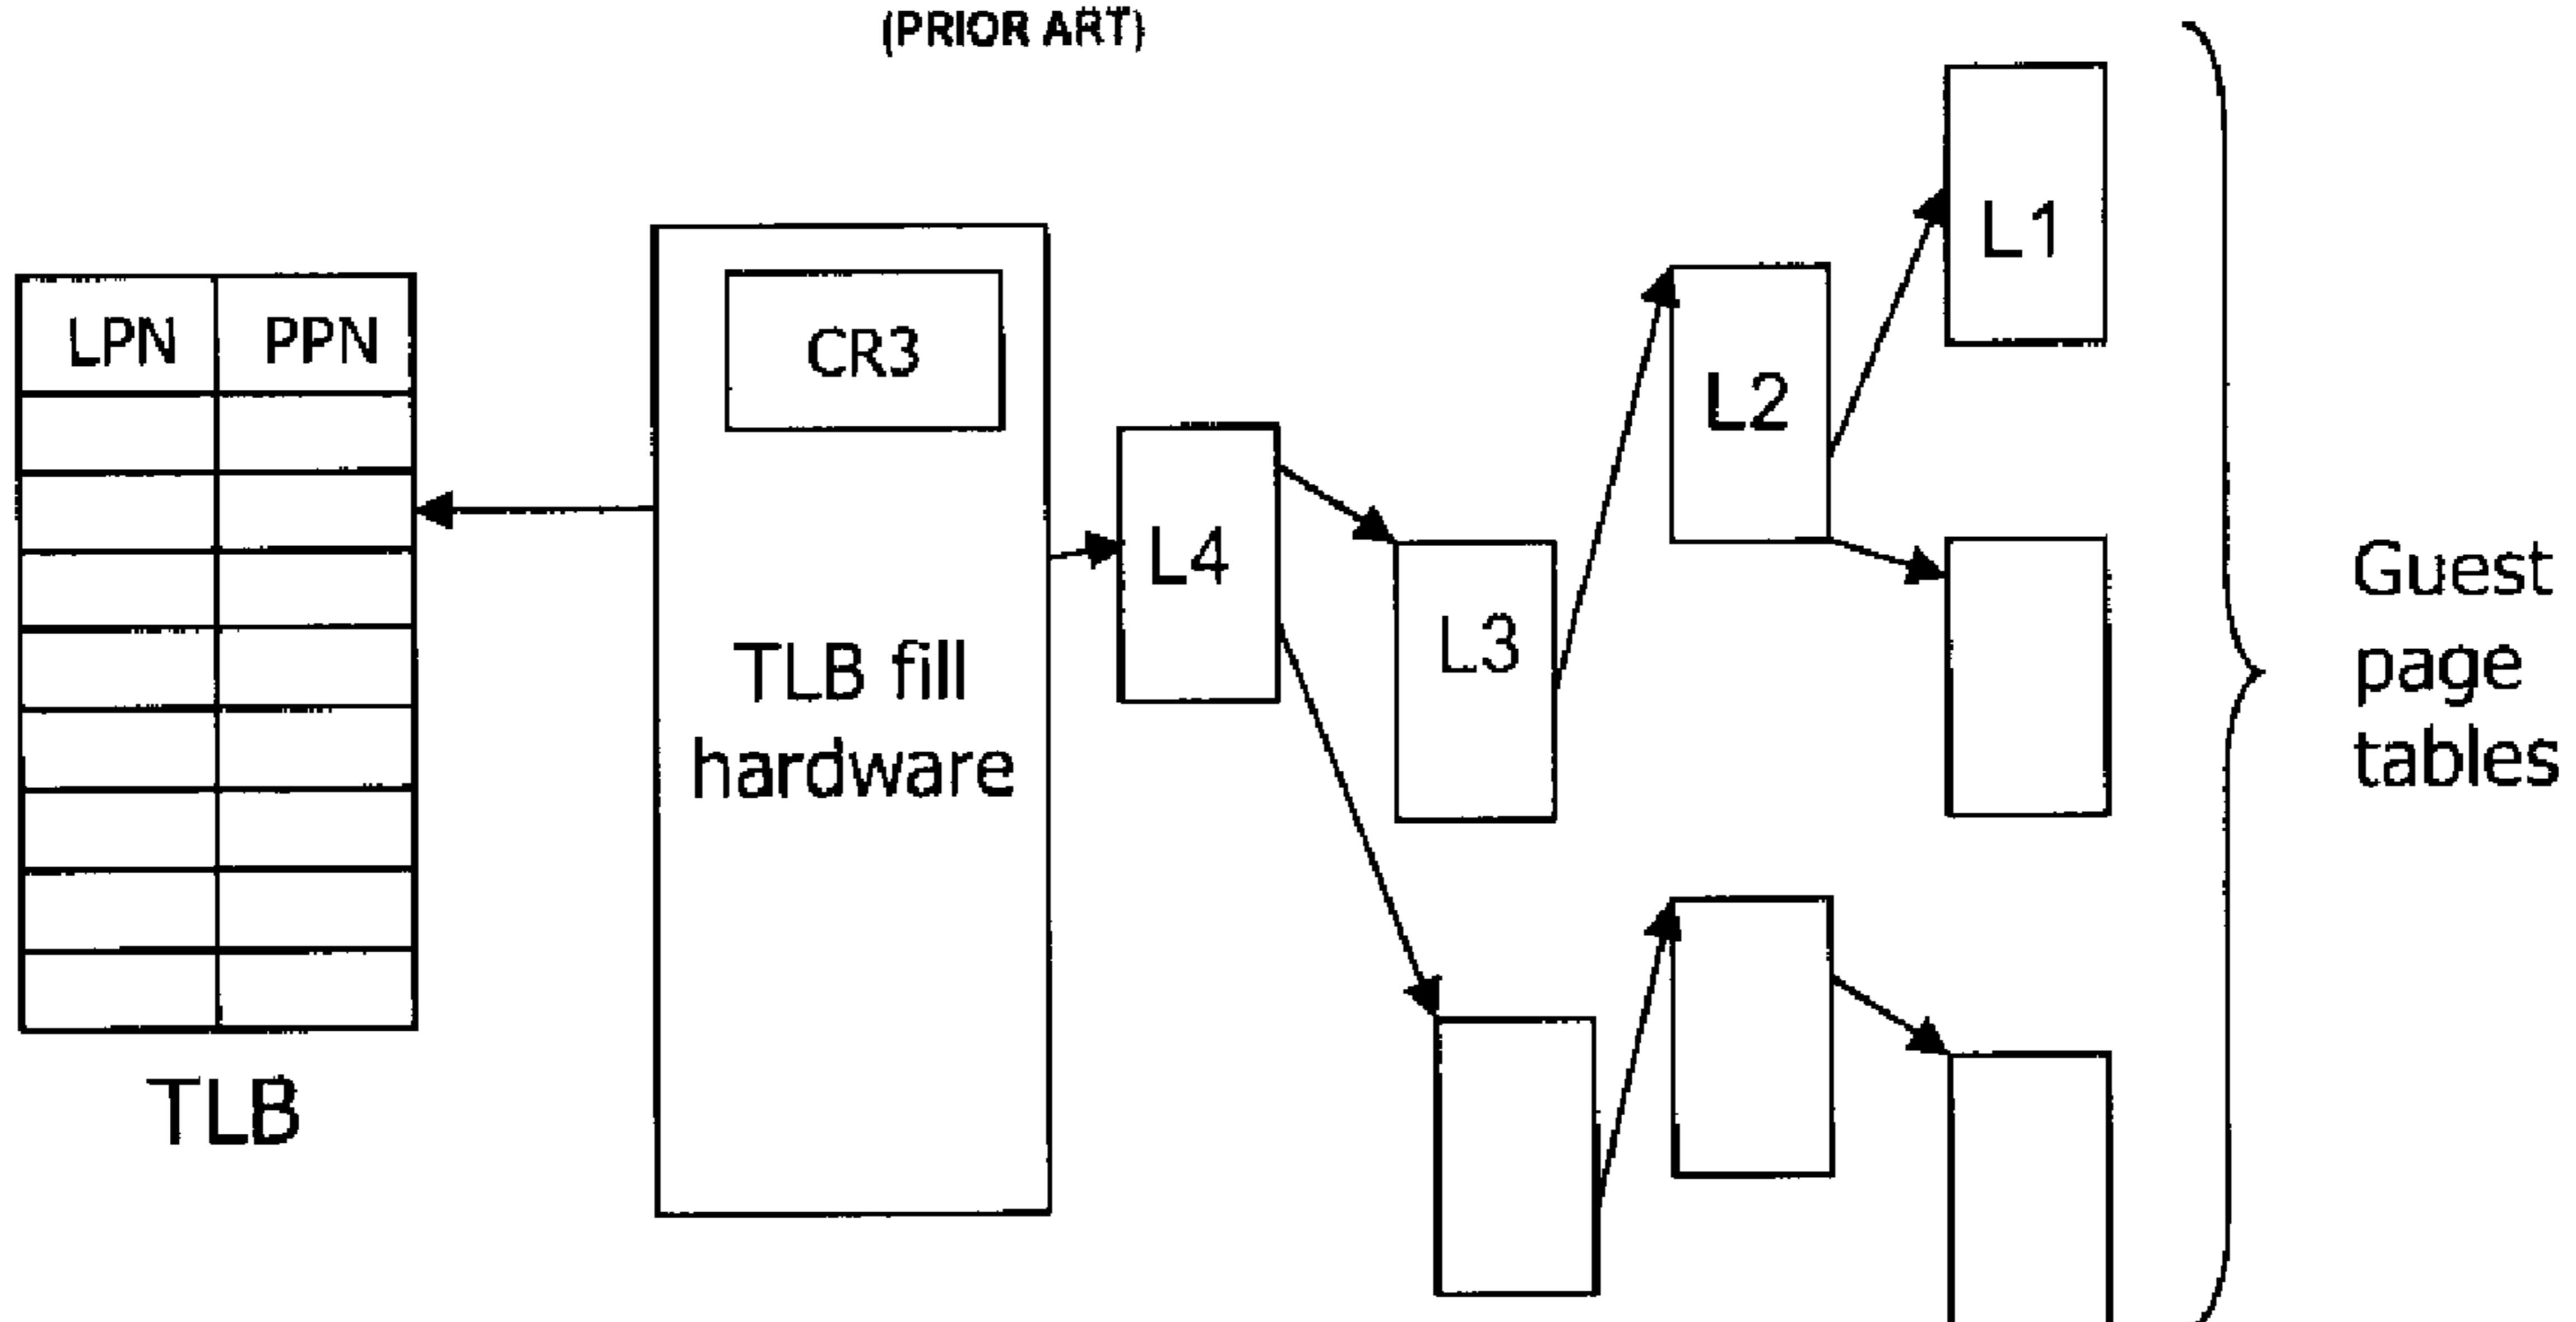 (PRIOR ART)
LPN PPN
TLB
CR3
TLB fill
hardware
L4
L3
L2
L1
Guest
page
tables